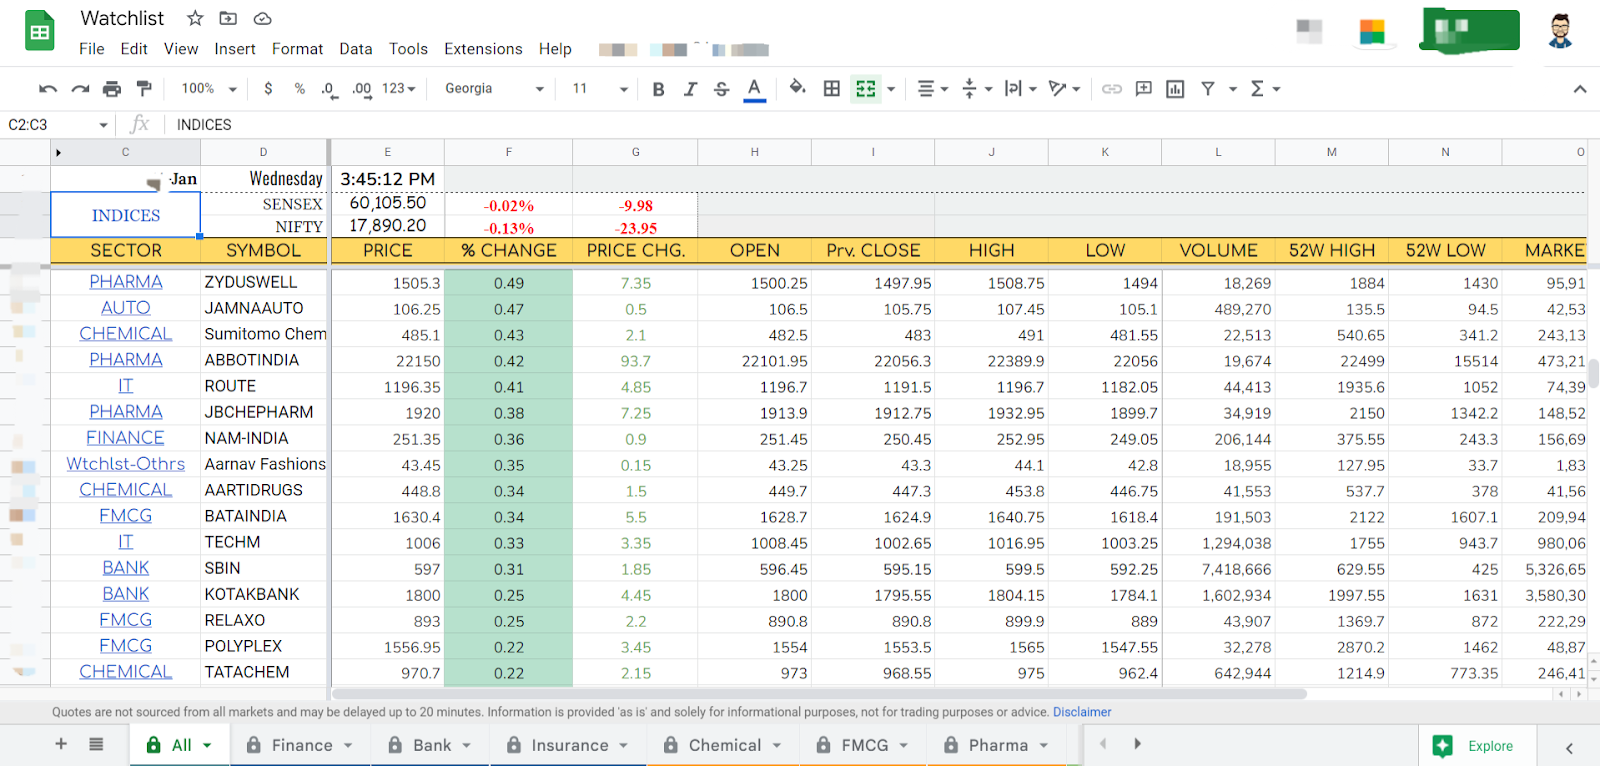 Watchlist
File Edit View Insert Format Data Tools Extensions Help
100% $ % .0 .00 123 Georgia 11 B I S A
C2:C3 fx INDICES
C D E F G H I J K L M N O
-Jan Wednesday 3:45:12 PM
INDICES
SENSEX 60,105.50 -0.02% -9.98
NIFTY 17,890.20 -0.13% -23.95
SECTOR SYMBOL PRICE % CHANGE PRICE CHG. OPEN Prv. CLOSE HIGH LOW VOLUME 52W HIGH 52W LOW MARKE
PHARMA ZYDUSWELL 1505.3 0.49 7.35 1500.25 1497.95 1508.75 1494 18,269 1884 1430 95,91
AUTO JAMNAAUTO 106.25 0.47 0.5 106.5 105.75 107.45 105.1 489,270 135.5 94.5 42,53
CHEMICAL Sumitomo Chem 485.1 0.43 2.1 482.5 483 491 481.55 22,513 540.65 341.2 243,13
PHARMA ABBOTINDIA 22150 0.42 93.7 22101.95 22056.3 22389.9 22056 19,674 22499 15514 473,21
IT ROUTE 1196.35 0.41 4.85 1196.7 1191.5 1196.7 1182.05 44,413 1935.6 1052 74,39
PHARMA JBCHEPHARM 1920 0.38 7.25 1913.9 1912.75 1932.95 1899.7 34,919 2150 1342.2 148,52
FINANCE NAM-INDIA 251.35 0.36 0.9 251.45 250.45 252.95 249.05 206,144 375.55 243.3 156,69
Wtchlst-Othrs Aarnav Fashions 43.45 0.35 0.15 43.25 43.3 44.1 42.8 18,955 127.95 33.7 1,83
CHEMICAL AARTIDRUGS 448.8 0.34 1.5 449.7 447.3 453.8 446.75 41,553 537.7 378 41,56
FMCG BATAINDIA 1630.4 0.34 5.5 1628.7 1624.9 1640.75 1618.4 191,503 2122 1607.1 209,94
IT TECHM 1006 0.33 3.35 1008.45 1002.65 1016.95 1003.25 1,294,038 1755 943.7 980,06
BANK SBIN 597 0.31 1.85 596.45 595.15 599.5 592.25 7,418,666 629.55 425 5,326,65
BANK KOTAKBANK 1800 0.25 4.45 1800 1795.55 1804.15 1784.1 1,602,934 1997.55 1631 3,580,30
FMCG RELAXO 893 0.25 2.2 890.8 890.8 899.9 889 43,907 1369.7 872 222,29
FMCG POLYPLEX 1556.95 0.22 3.45 1554 1553.5 1565 1547.55 32,278 2870.2 1462 48,87
CHEMICAL TATACHEM 970.7 0.22 2.15 973 968.55 975 962.4 642,944 1214.9 773.35 246,41
Quotes are not sourced from all markets and may be delayed up to 20 minutes. Information is provided 'as is' and solely for informational purposes, not for trading purposes or advice. Disclaimer
All Finance Bank Insurance Chemical FMCG Pharma Explore